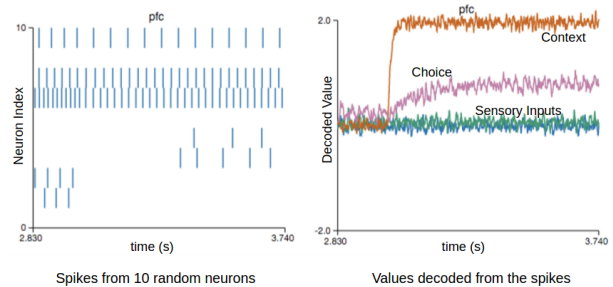 pfc
10
Neuron Index
0
2.830
3.740
time (s)
Spikes from 10 random neurons
pfc
2.0
Context
Choice
Sensory Inputs
Decoded Value
-2.0
2.830
3.740
time (s)
Values decoded from the spikes